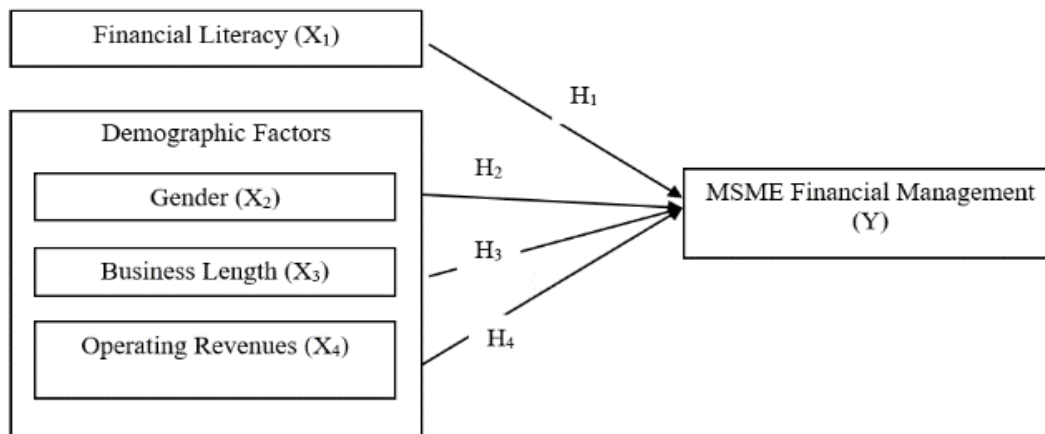 Financial Literacy (X₁)
H₁
Demographic Factors
H₂
Gender (X₂)
MSME Financial Management
(Y)
H₃
Business Length (X₃)
H₄
Operating Revenues (X₄)